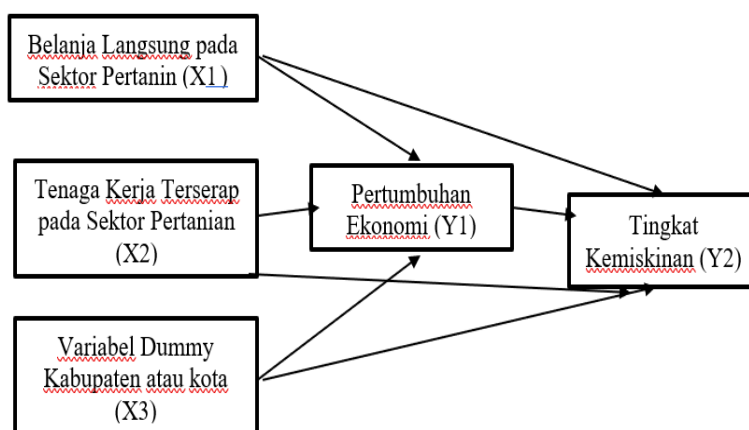 Belanja Langsung pada
Sektor Pertanin (X1 )
Tenaga Kerja Terserap
pada Sektor Pertanian
(X2)
Variabel Dummy
Kabupaten atau kota
(X3)
Pertumbuhan
Ekonomi (Y1)
Tingkat
Kemiskinan (Y2)